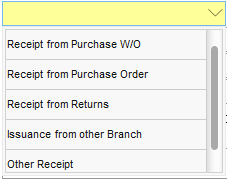 Receipt from Purchase W/O
Receipt from Purchase Order
Receipt from Returns
Issuance from other Branch
Other Receipt